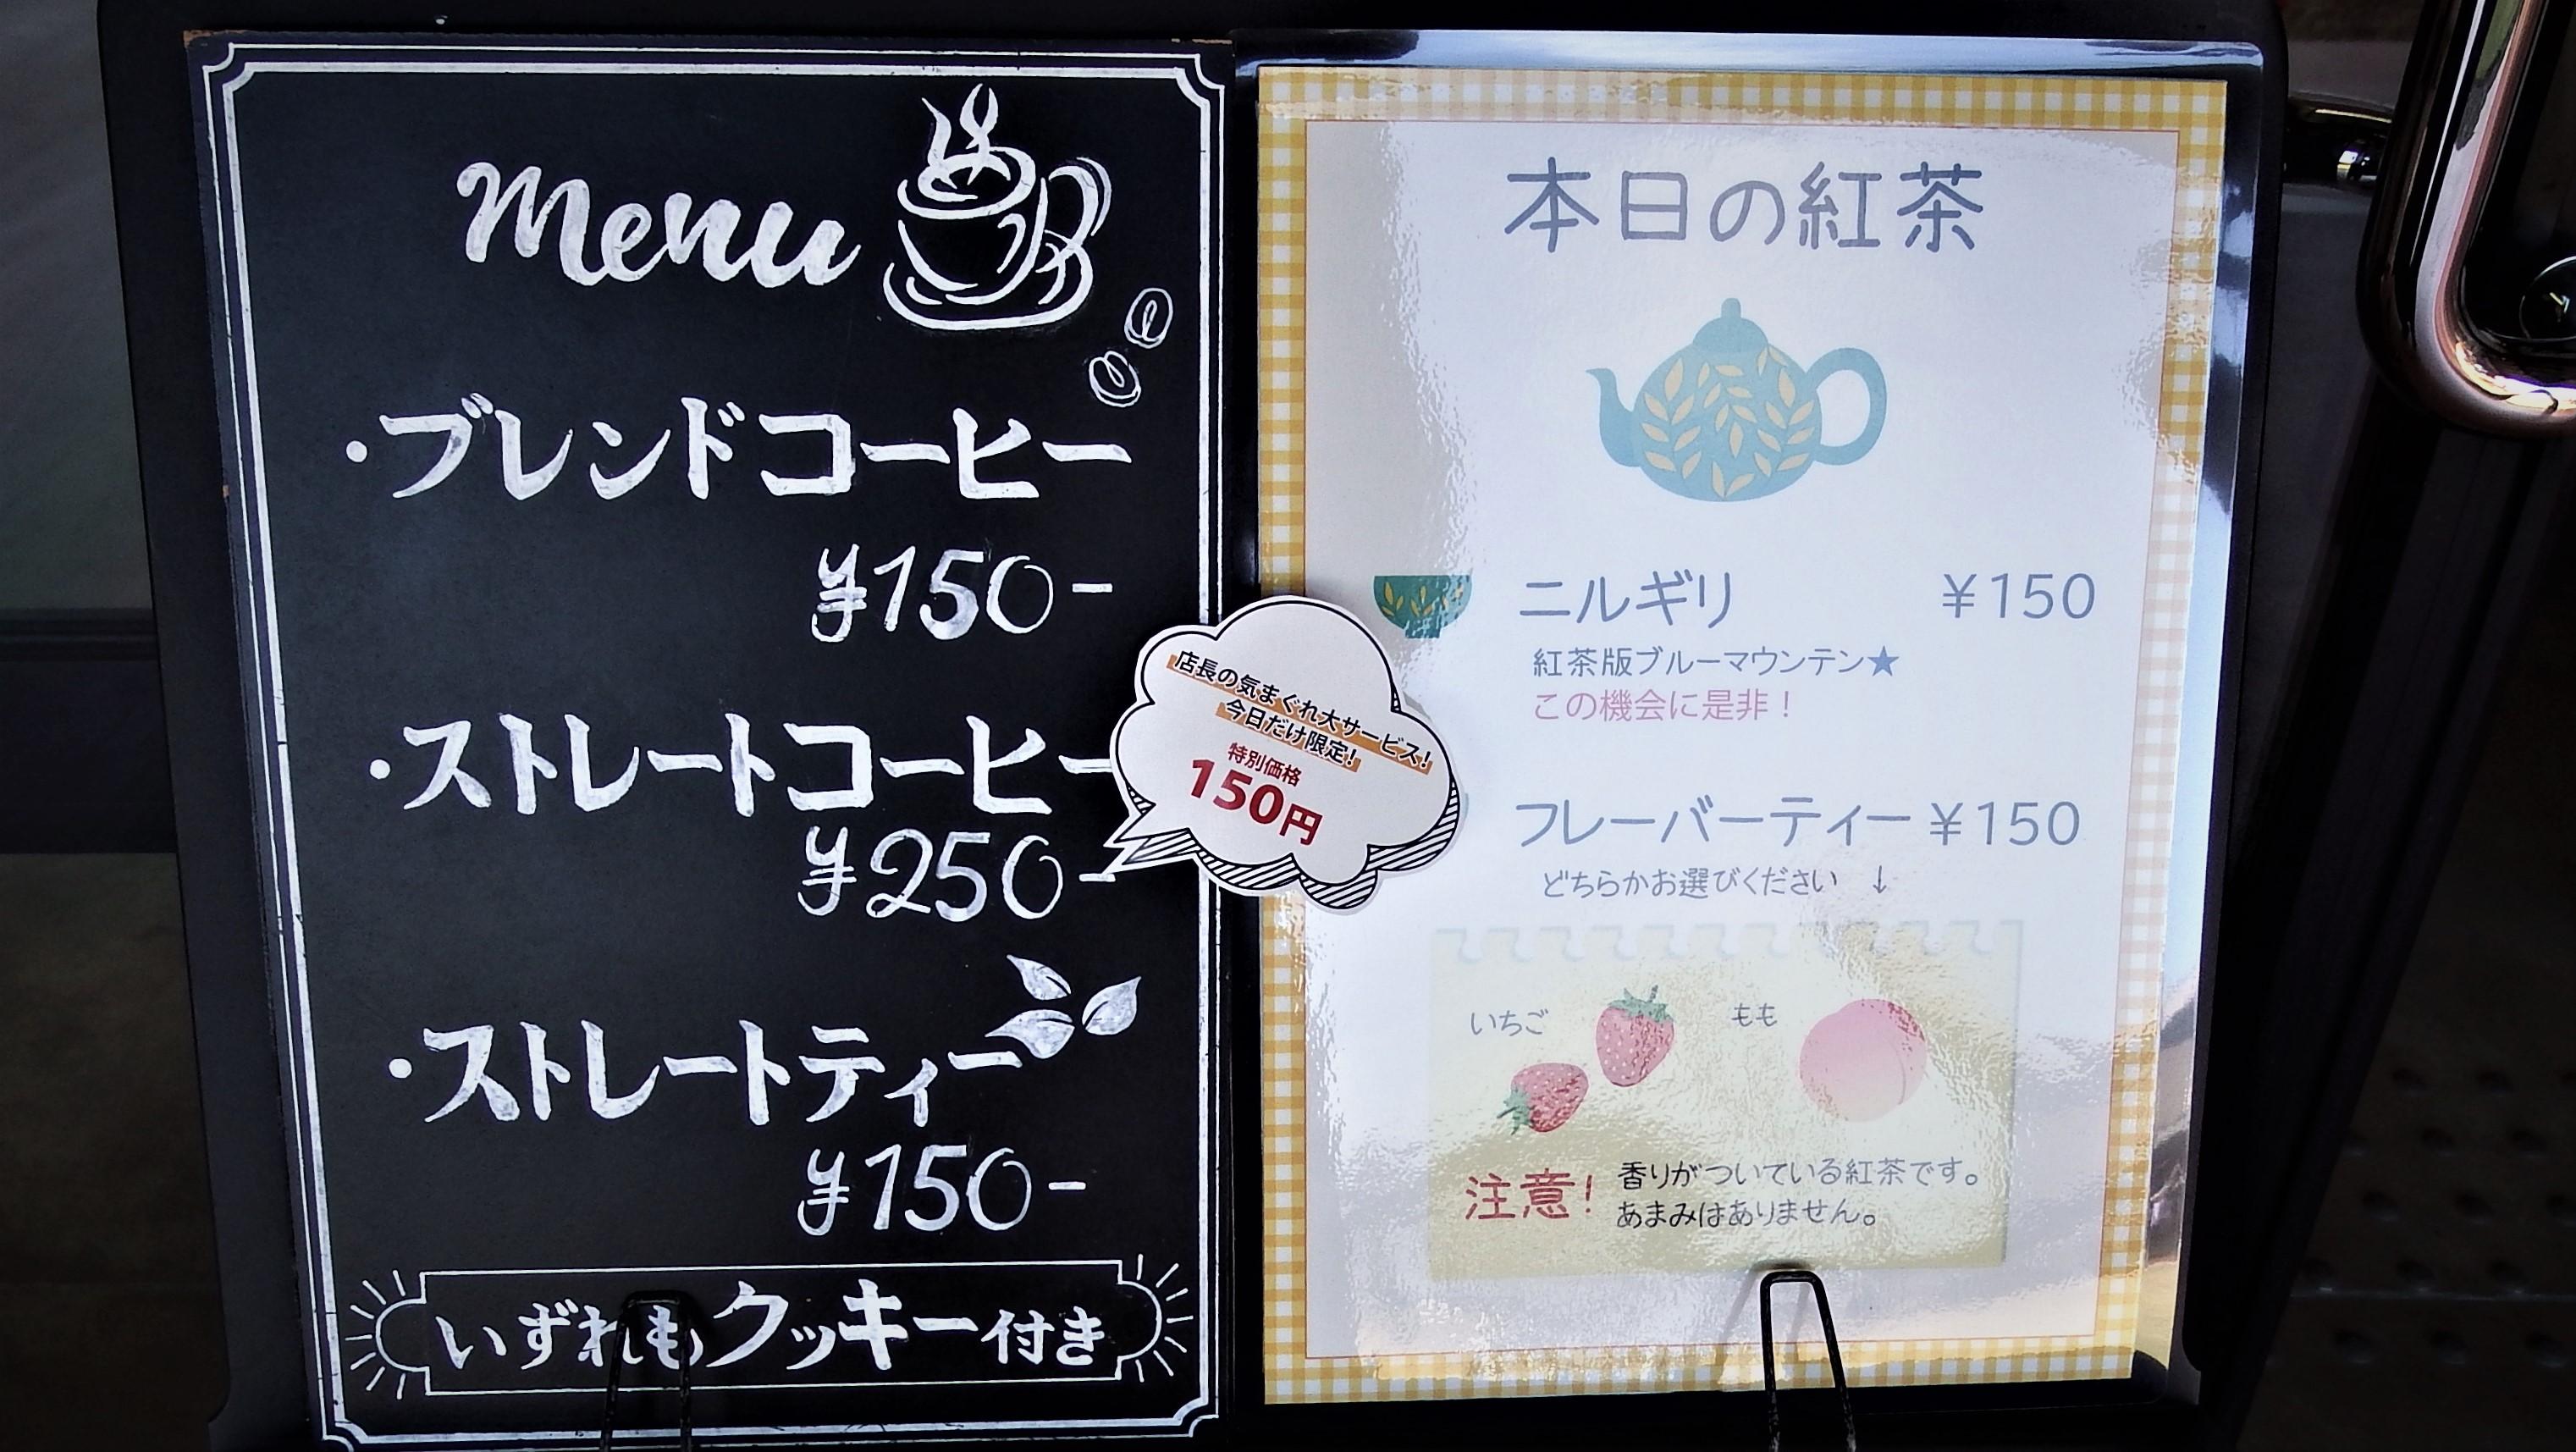 Menu
・ブレンドコーヒー
¥150-
・ストレートコーヒー
¥250-
・ストレートティー
¥150-
いずれもクッキー付き
店長の気まぐれ大サービス!
今日だけ限定!
特別価格
150円
本日の紅茶
ニルギリ ¥150
紅茶版ブルーマウンテン★
この機会に是非!
フレーバーティー ¥150
どちらかお選びください ↓
いちご もも
注意! 香りがついている紅茶です。
あまみはありません。